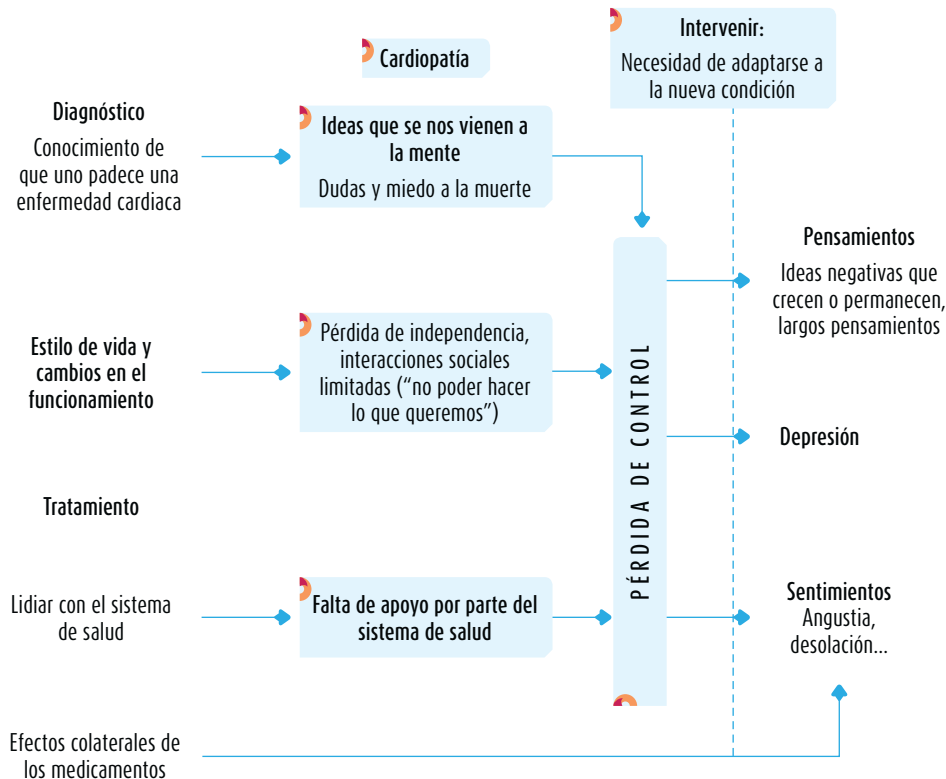 Cardiopatía
Intervenir:
Necesidad de adaptarse a
la nueva condición
Diagnóstico
Conocimiento de
que uno padece una
enfermedad cardiaca
Ideas que se nos vienen a
la mente
Dudas y miedo a la muerte
Estilo de vida y
cambios en el
funcionamiento
Pérdida de independencia,
interacciones sociales
limitadas (“no poder hacer
lo que queremos”)
Tratamiento
Lidiar con el sistema
de salud
Falta de apoyo por parte del
sistema de salud
Efectos colaterales de
los medicamentos
PÉRDIDA DE CONTROL
Pensamientos
Ideas negativas que
crecen o permanecen,
largos pensamientos
Depresión
Sentimientos
Angustia,
desolación...